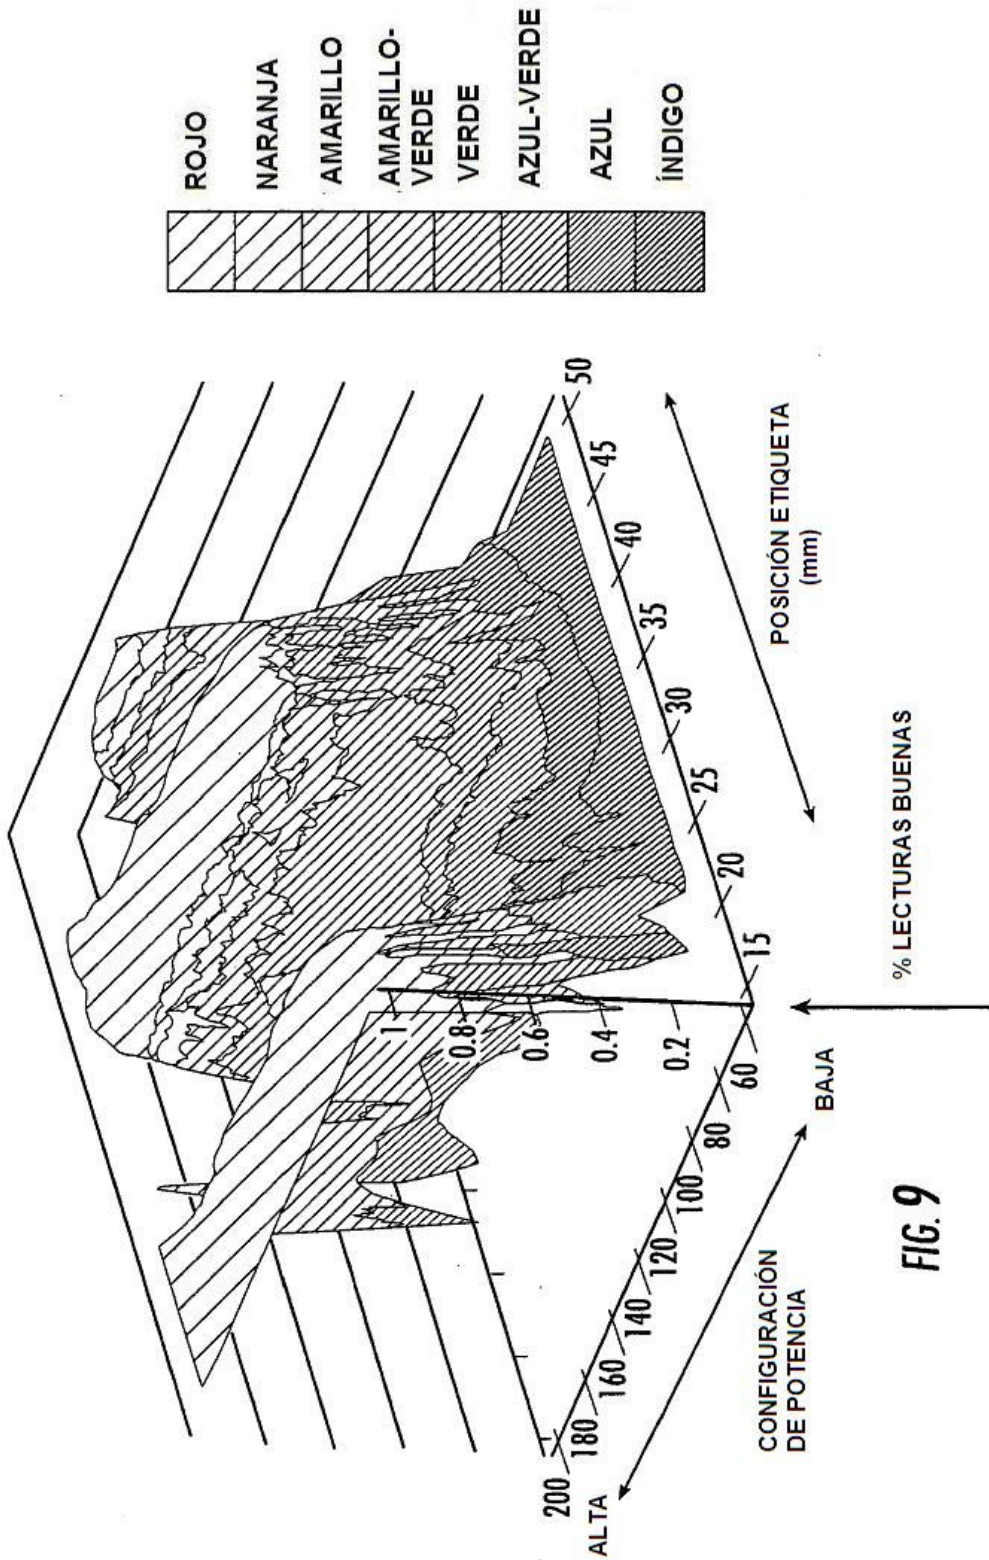 ROJO
NARANJA
AMARILLO
AMARILLO-
VERDE
VERDE
AZUL-VERDE
AZUL
ÍNDIGO
1
0.8
0.6
0.4
0.2
15
20
25
30
35
40
45
50
POSICIÓN ETIQUETA
(mm)
% LECTURAS BUENAS
60
80
100
120
140
160
180
200
BAJA
ALTA
CONFIGURACIÓN
DE POTENCIA
FIG. 9